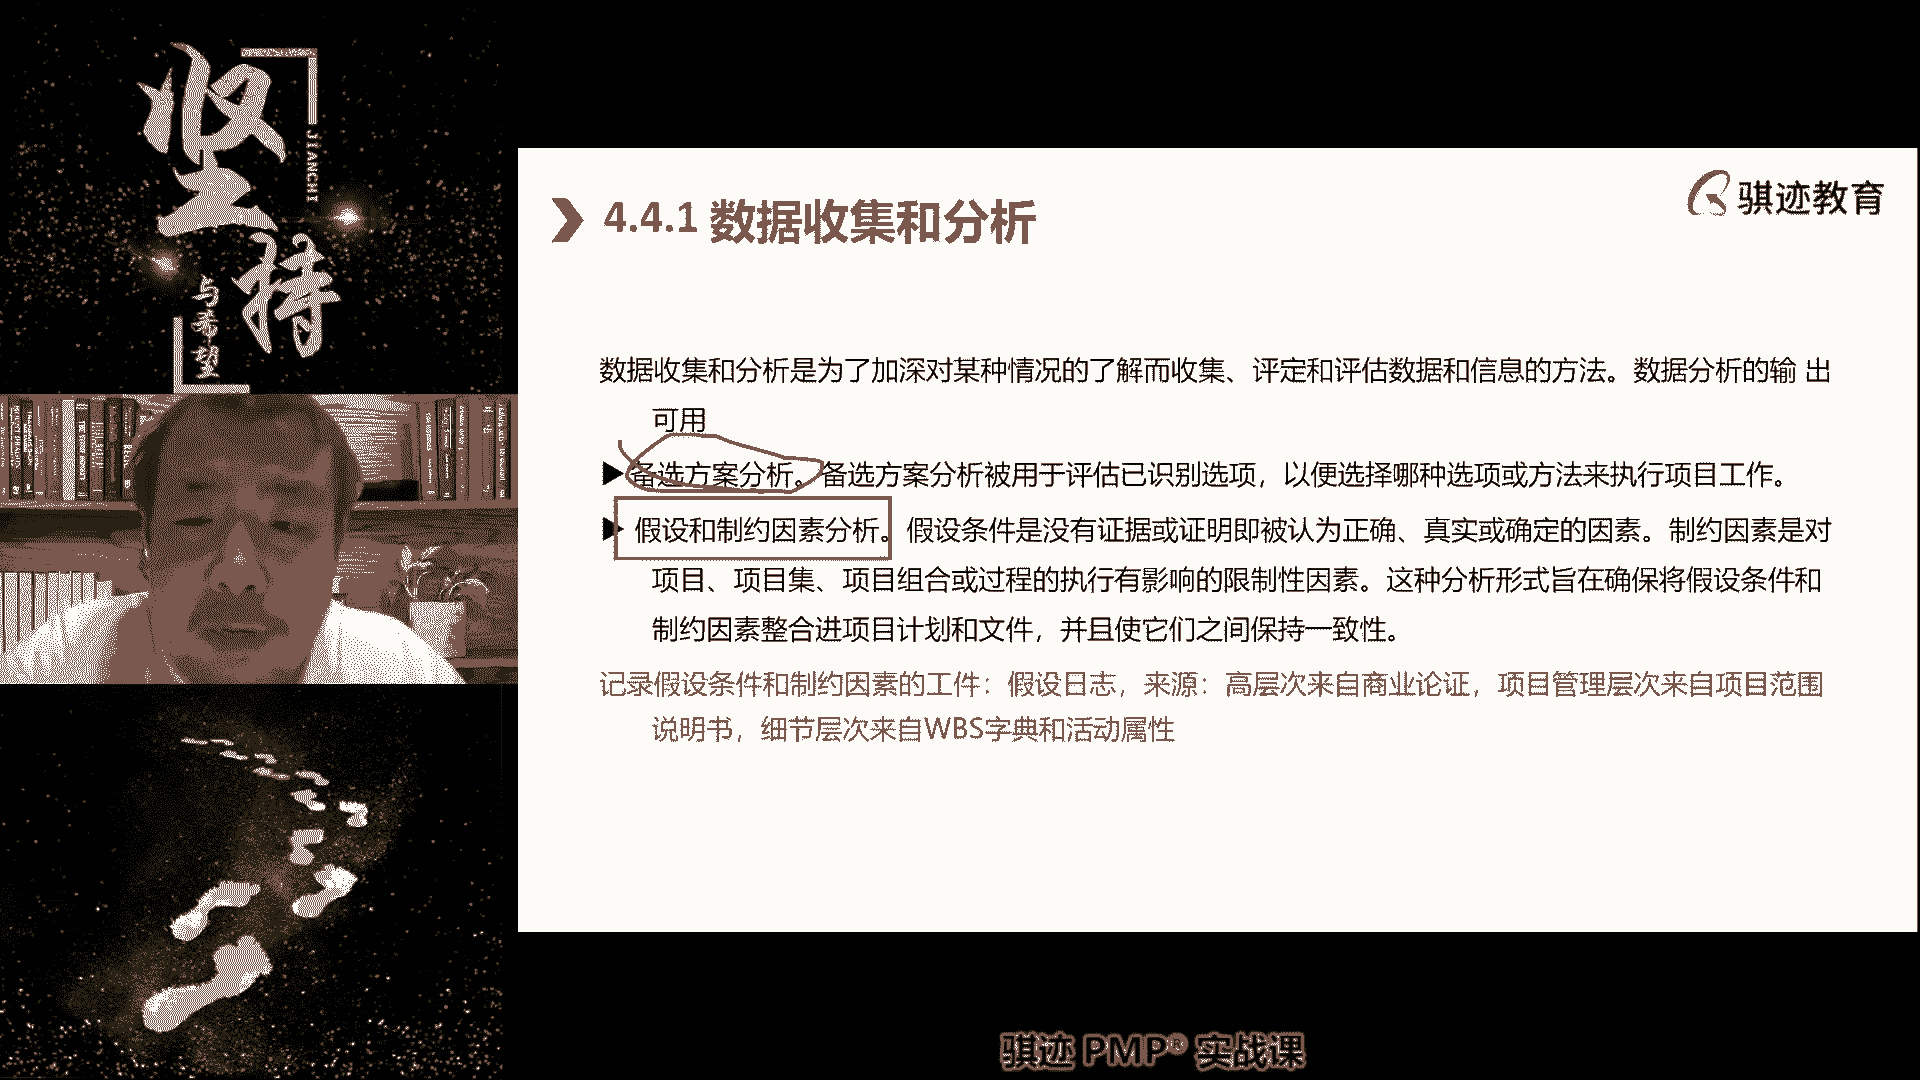 坚持
JIANCHI
与希望
骐迹教育
4.4.1 数据收集和分析
数据收集和分析是为了加深对某种情况的了解而收集、评定和评估数据和信息的方法。数据分析的输 出
可用
备选方案分析。备选方案分析被用于评估已识别选项，以便选择哪种选项或方法来执行项目工作。
假设和制约因素分析。假设条件是没有证据或证明即被认为正确、真实或确定的因素。制约因素是对
项目、项目集、项目组合或过程的执行有影响的限制性因素。这种分析形式旨在确保将假设条件和
制约因素整合进项目计划和文件，并且使它们之间保持一致性。
记录假设条件和制约因素的工件：假设日志，来源：高层次来自商业论证，项目管理层次来自项目范围
说明书，细节层次来自WBS字典和活动属性
骐迹 PMP® 实战课